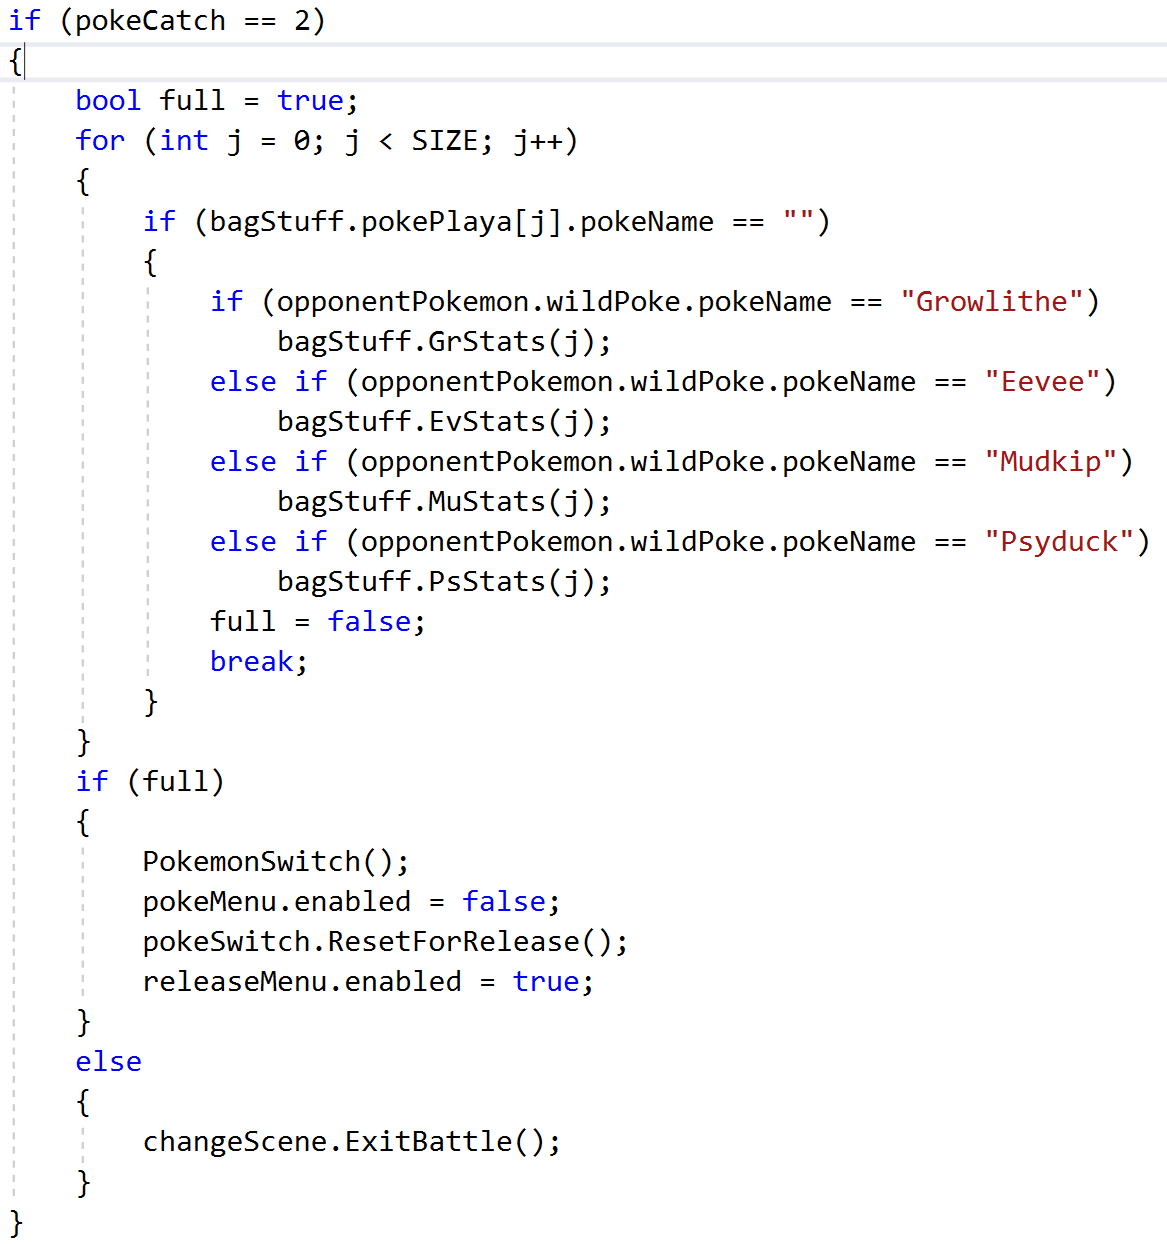 if (pokeCatch == 2)
{
    bool full = true;
    for (int j = 0; j < SIZE; j++)
    {
        if (bagStuff.pokePlaya[j].pokeName == "")
        {
            if (opponentPokemon.wildPoke.pokeName == "Growlithe")
                bagStuff.GrStats(j);
            else if (opponentPokemon.wildPoke.pokeName == "Eevee")
                bagStuff.EvStats(j);
            else if (opponentPokemon.wildPoke.pokeName == "Mudkip")
                bagStuff.MuStats(j);
            else if (opponentPokemon.wildPoke.pokeName == "Psyduck")
                bagStuff.PsStats(j);
            full = false;
            break;
        }
    }
    if (full)
    {
        PokemonSwitch();
        pokeMenu.enabled = false;
        pokeSwitch.ResetForRelease();
        releaseMenu.enabled = true;
    }
    else
    {
        changeScene.ExitBattle();
    }
}